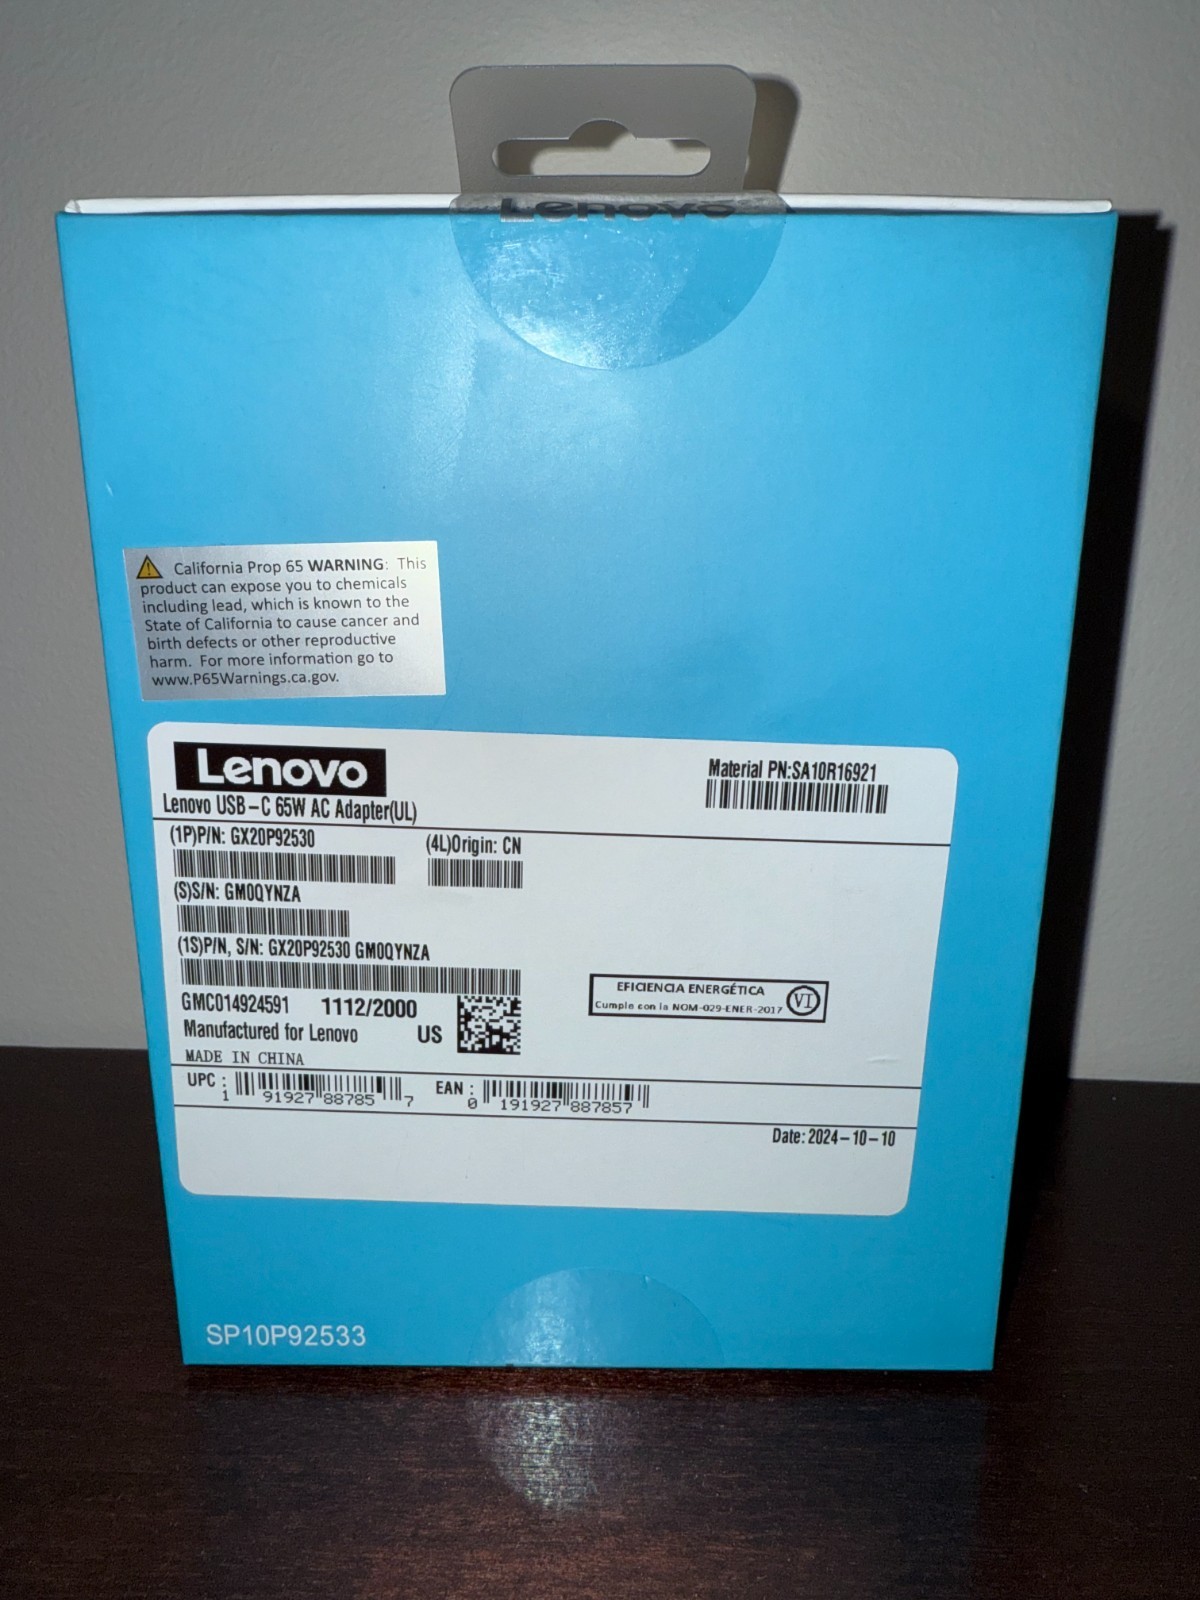 Lenovo
⚠ California Prop 65 WARNING: This
product can expose you to chemicals
including lead, which is known to the
State of California to cause cancer and
birth defects or other reproductive
harm. For more information go to
www.P65Warnings.ca.gov.
Lenovo
Material PN:SA10R16921
Lenovo USB-C 65W AC Adapter(UL)
(1P)P/N: GX20P92530
(4L)Origin: CN
(S)S/N: GM0QYNZA
(1S)P/N, S/N: GX20P92530 GM0QYNZA
EFICIENCIA ENERGÉTICA
Cumple con la NOM-029-ENER-2017
VI
GMC014924591 1112/2000
Manufactured for Lenovo US
MADE IN CHINA
UPC : 1 91927 88785 7
EAN : 0 191927 887857
Date: 2024-10-10
SP10P92533